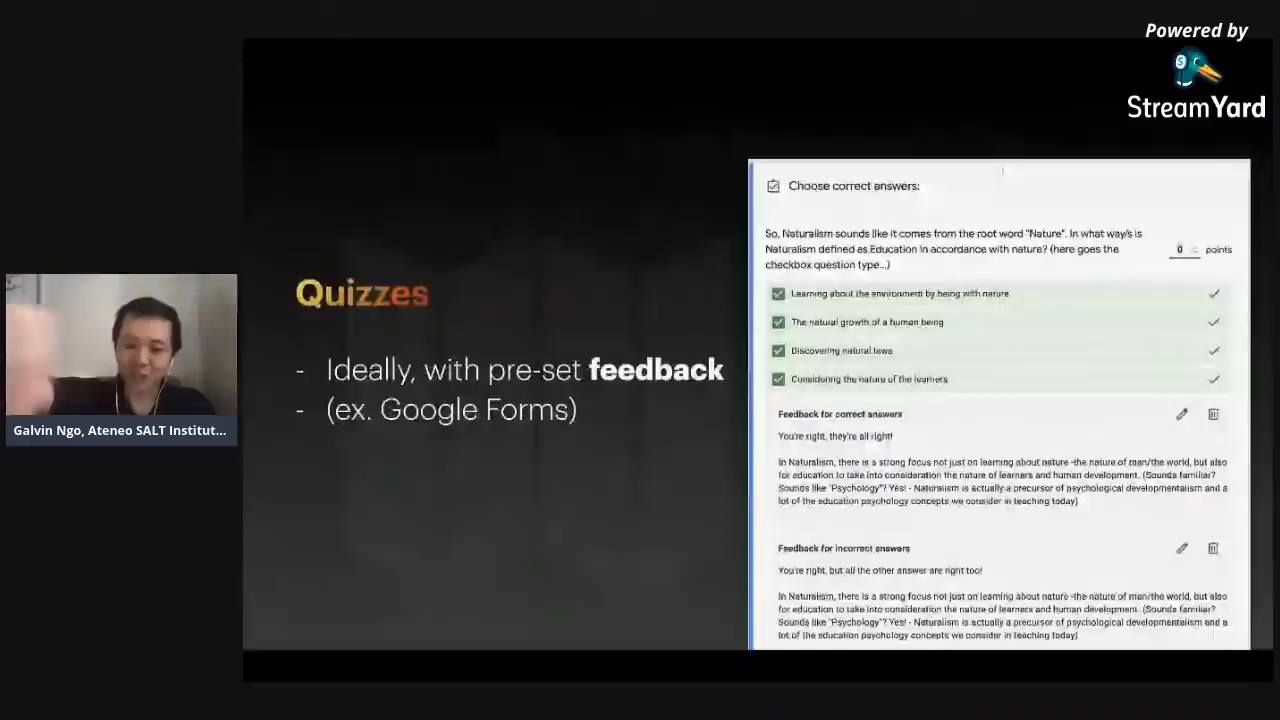 Powered by
StreamYard
Galvin Ngo, Ateneo SALT Institut...
Quizzes
- Ideally, with pre-set feedback
- (ex. Google Forms)
Choose correct answers:
So, Naturalism sounds like it comes from the root word "Nature". In what way/s is
Naturalism defined as Education in accordance with nature? (here goes the
checkbox question type...)
0 points
Learning about the environment by being with nature
The natural growth of a human being
Discovering natural laws
Considering the nature of the learners
Feedback for correct answers
You're right, they're all right!
In Naturalism, there is a strong focus not just on learning about nature -the nature of man/the world, but also
for education to take into consideration the nature of learners and human development. (Sounds familiar?
Sounds like "Psychology"? Yes! - Naturalism is actually a precursor of psychological developmentalism and a
lot of the education psychology concepts we consider in teaching today)
Feedback for incorrect answers
You're right, but all the other answer are right too!
In Naturalism, there is a strong focus not just on learning about nature -the nature of man/the world, but also
for education to take into consideration the nature of learners and human development. (Sounds familiar?
Sounds like "Psychology"? Yes! - Naturalism is actually a precursor of psychological developmentalism and a
lot of the education psychology concepts we consider in teaching today)